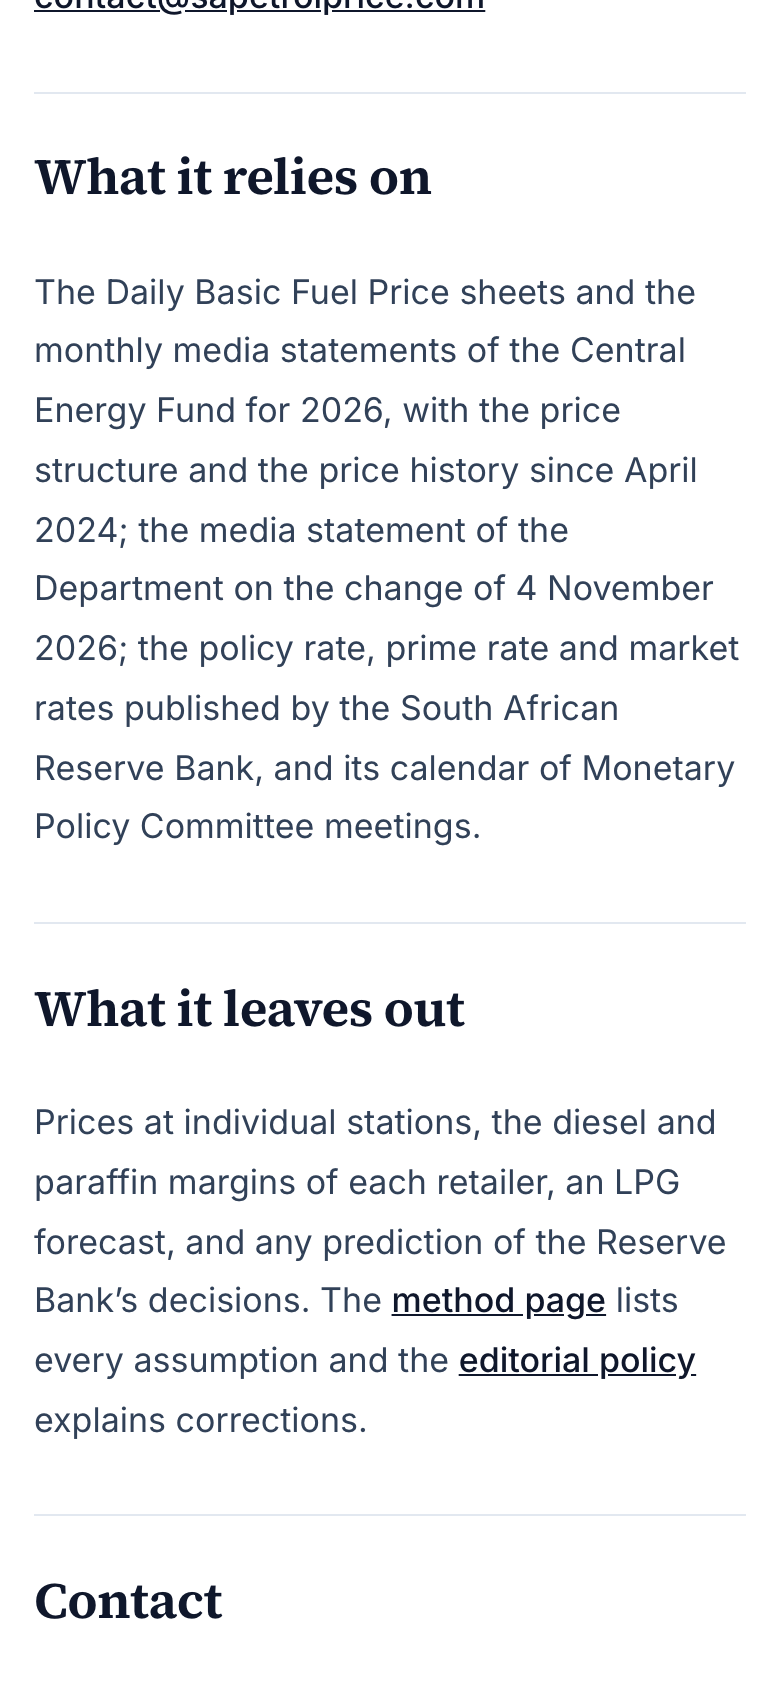 contact@sapetrolprice.com
What it relies on
The Daily Basic Fuel Price sheets and the
monthly media statements of the Central
Energy Fund for 2026, with the price
structure and the price history since April
2024; the media statement of the
Department on the change of 4 November
2026; the policy rate, prime rate and market
rates published by the South African
Reserve Bank, and its calendar of Monetary
Policy Committee meetings.
What it leaves out
Prices at individual stations, the diesel and
paraffin margins of each retailer, an LPG
forecast, and any prediction of the Reserve
Bank’s decisions. The method page lists
every assumption and the editorial policy
explains corrections.
Contact